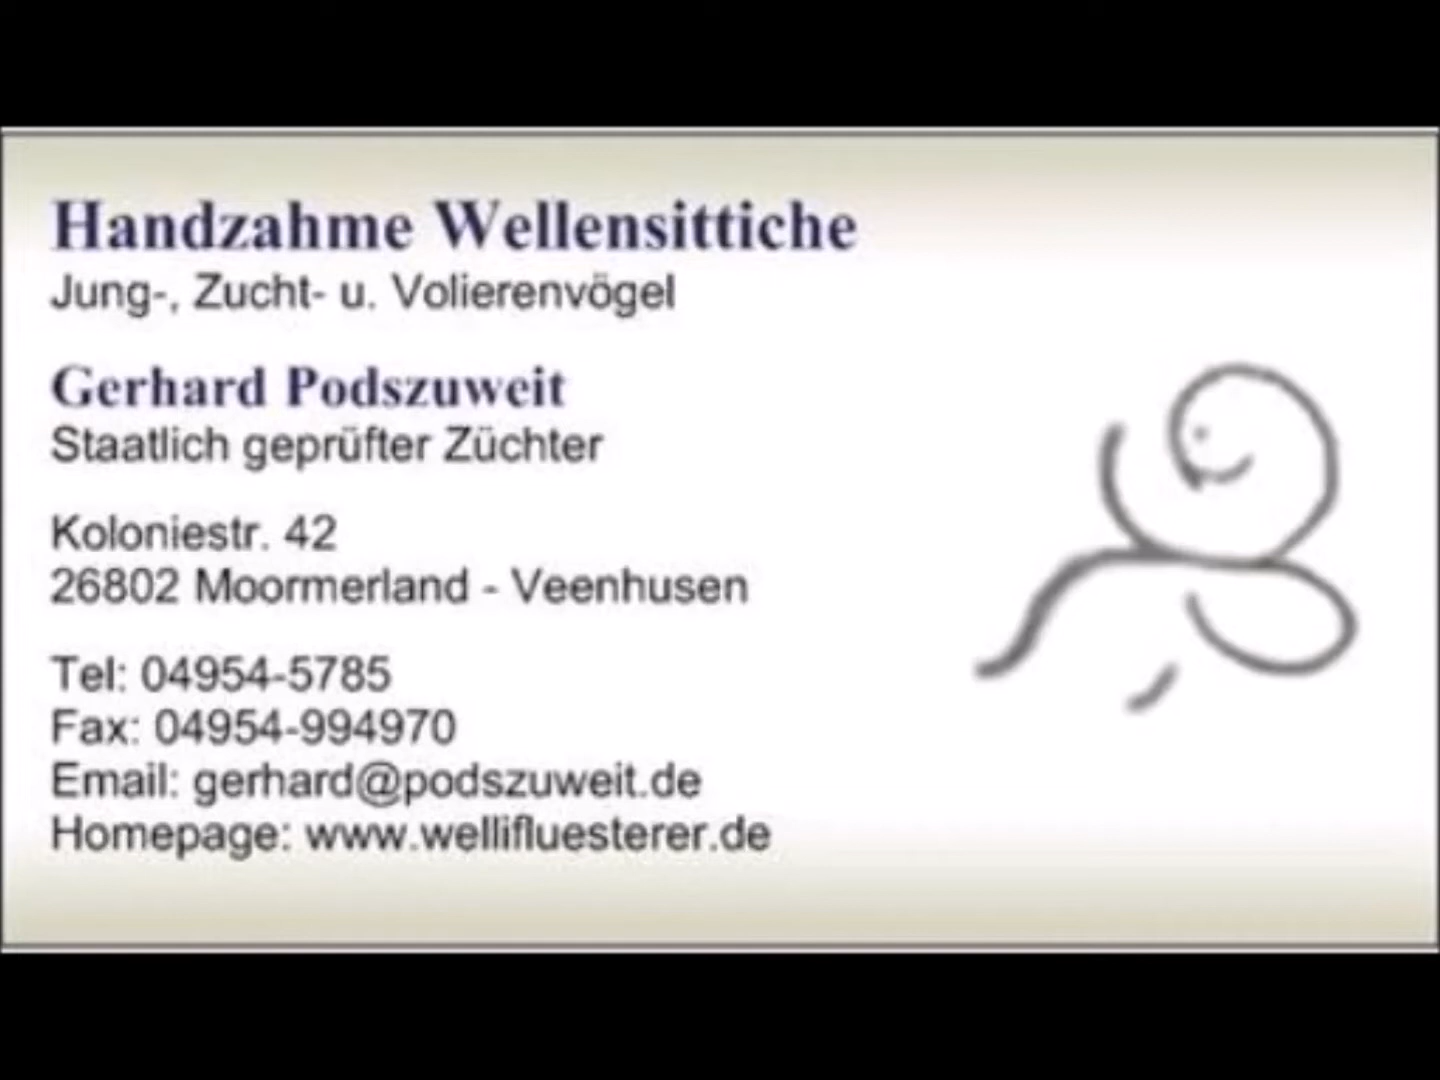 Handzahme Wellensittiche
Jung-, Zucht- u. Volierenvögel
Gerhard Podszuweit
Staatlich geprüfter Züchter
Koloniestr. 42
26802 Moormerland - Veenhusen
Tel: 04954-5785
Fax: 04954-994970
Email: gerhard@podszuweit.de
Homepage: www.wellifluesterer.de